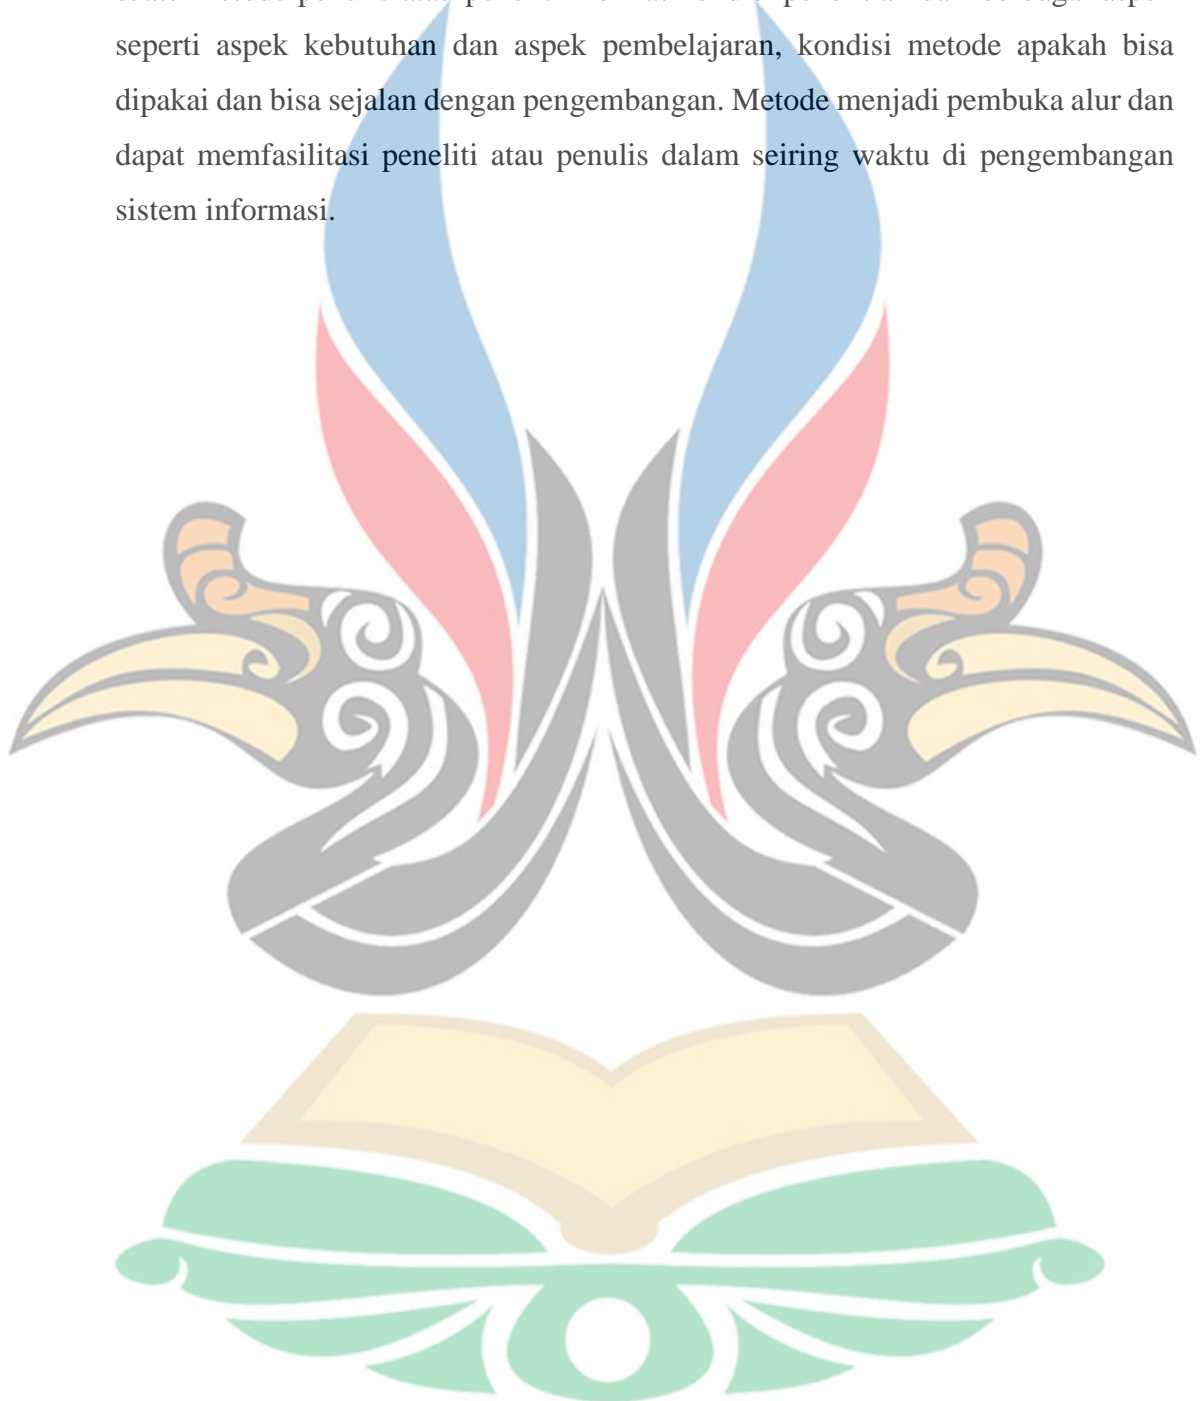 seperti aspek kebutuhan dan aspek pembelajaran, kondisi metode apakah bisa
dipakai dan bisa sejalan dengan pengembangan. Metode menjadi pembuka alur dan
dapat memfasilitasi peneliti atau penulis dalam seiring waktu di pengembangan
sistem informasi.